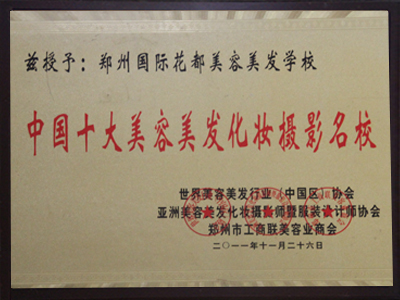 兹授予：郑州国际花都美容美发学校
中国十大美容美发化妆摄影名校
世界美容美发行业（中国区）协会
亚洲美容美发化妆摄影师暨服装设计师协会
郑州市工商联美容业商会
二〇一一年十一月二十六日